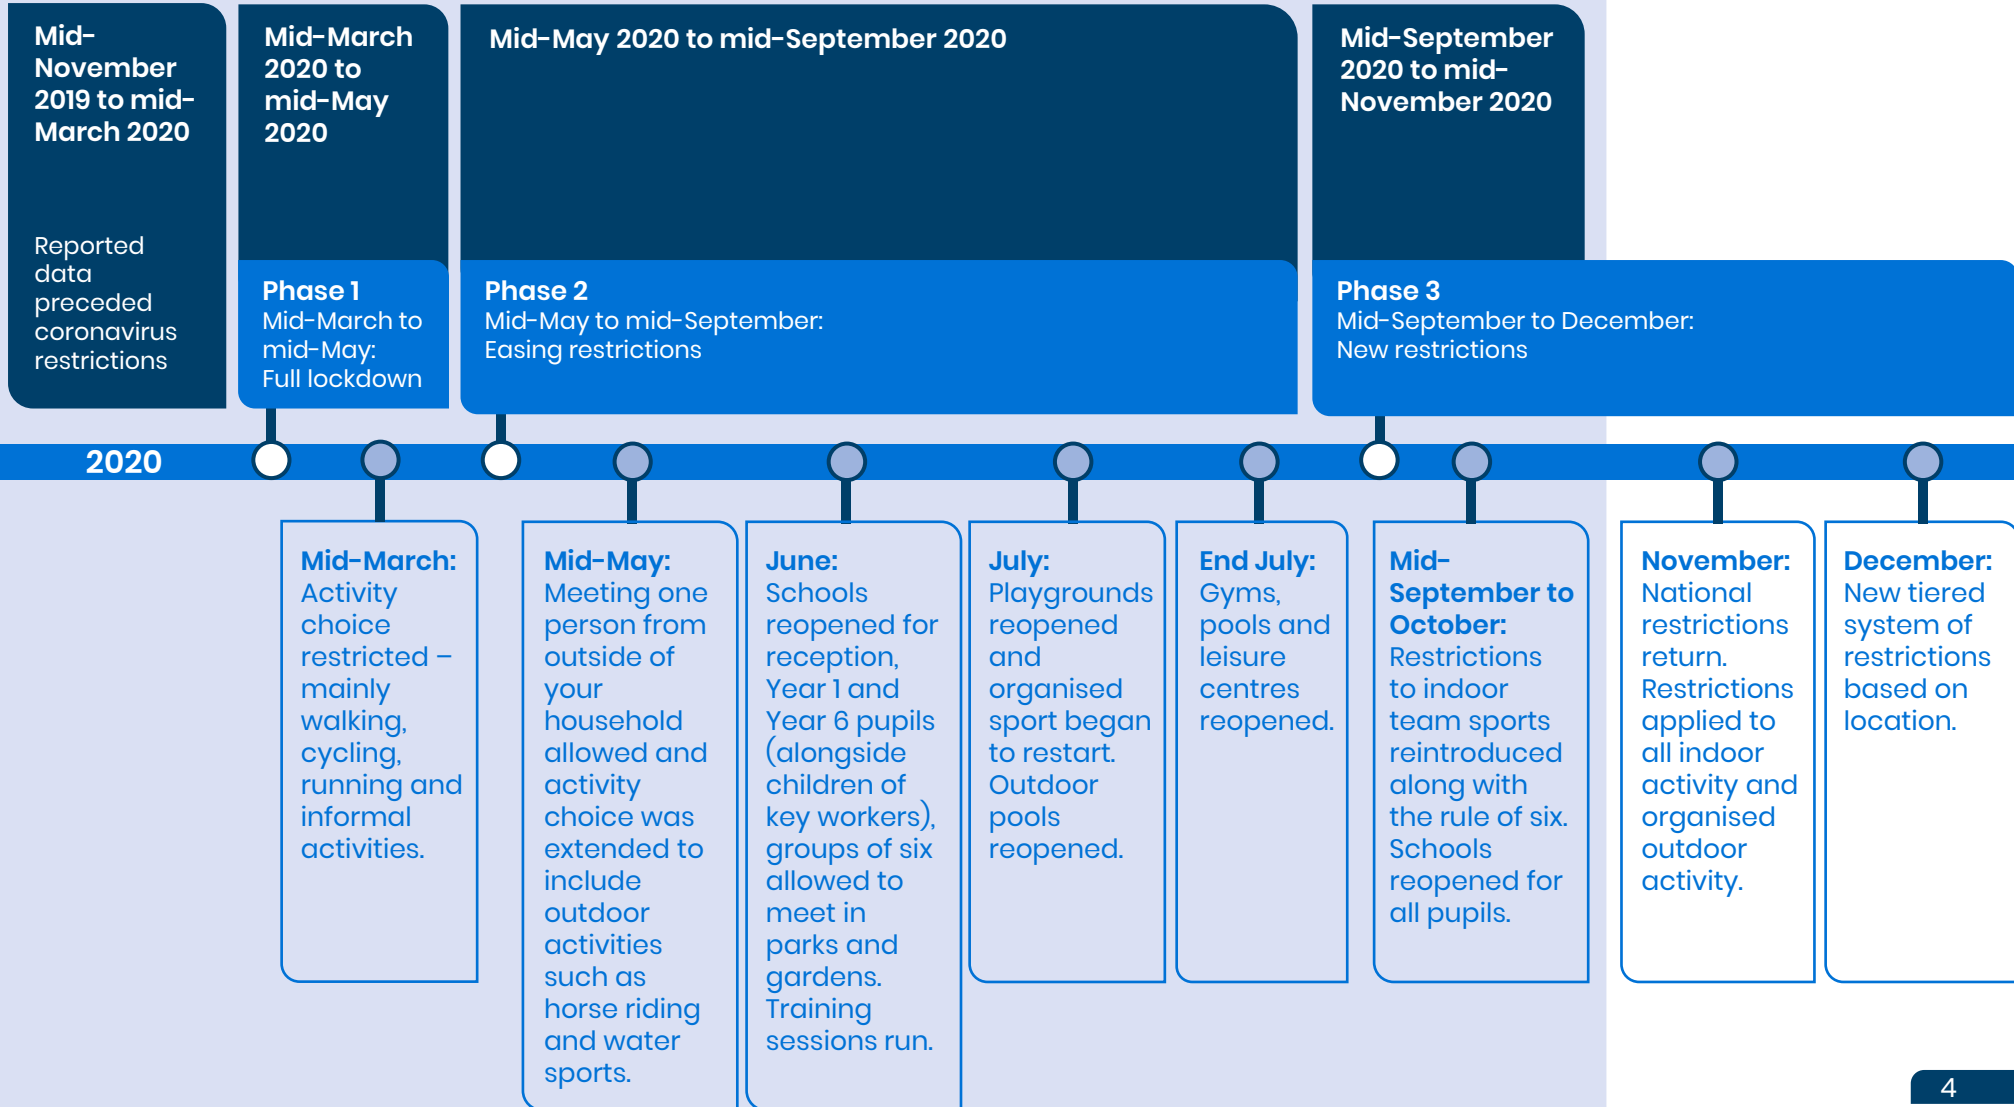 Mid-
November
2019 to mid-
March 2020
Reported
data
preceded
coronavirus
restrictions
Mid-March
2020 to
mid-May
2020
Phase 1
Mid-March to
mid-May:
Full lockdown
Mid-May 2020 to mid-September 2020
Phase 2
Mid-May to mid-September:
Easing restrictions
Mid-September
2020 to mid-
November 2020
Phase 3
Mid-September to December:
New restrictions
2020
Mid-March:
Activity
choice
restricted –
mainly
walking,
cycling,
running and
informal
activities.
Mid-May:
Meeting one
person from
outside of
your
household
allowed and
activity
choice was
extended to
include
outdoor
activities
such as
horse riding
and water
sports.
June:
Schools
reopened for
reception,
Year 1 and
Year 6 pupils
(alongside
children of
key workers),
groups of six
allowed to
meet in
parks and
gardens.
Training
sessions run.
July:
Playgrounds
reopened
and
organised
sport began
to restart.
Outdoor
pools
reopened.
End July:
Gyms,
pools and
leisure
centres
reopened.
Mid-
September to
October:
Restrictions
to indoor
team sports
reintroduced
along with
the rule of six.
Schools
reopened for
all pupils.
November:
National
restrictions
return.
Restrictions
applied to
all indoor
activity and
organised
outdoor
activity.
December:
New tiered
system of
restrictions
based on
location.
4